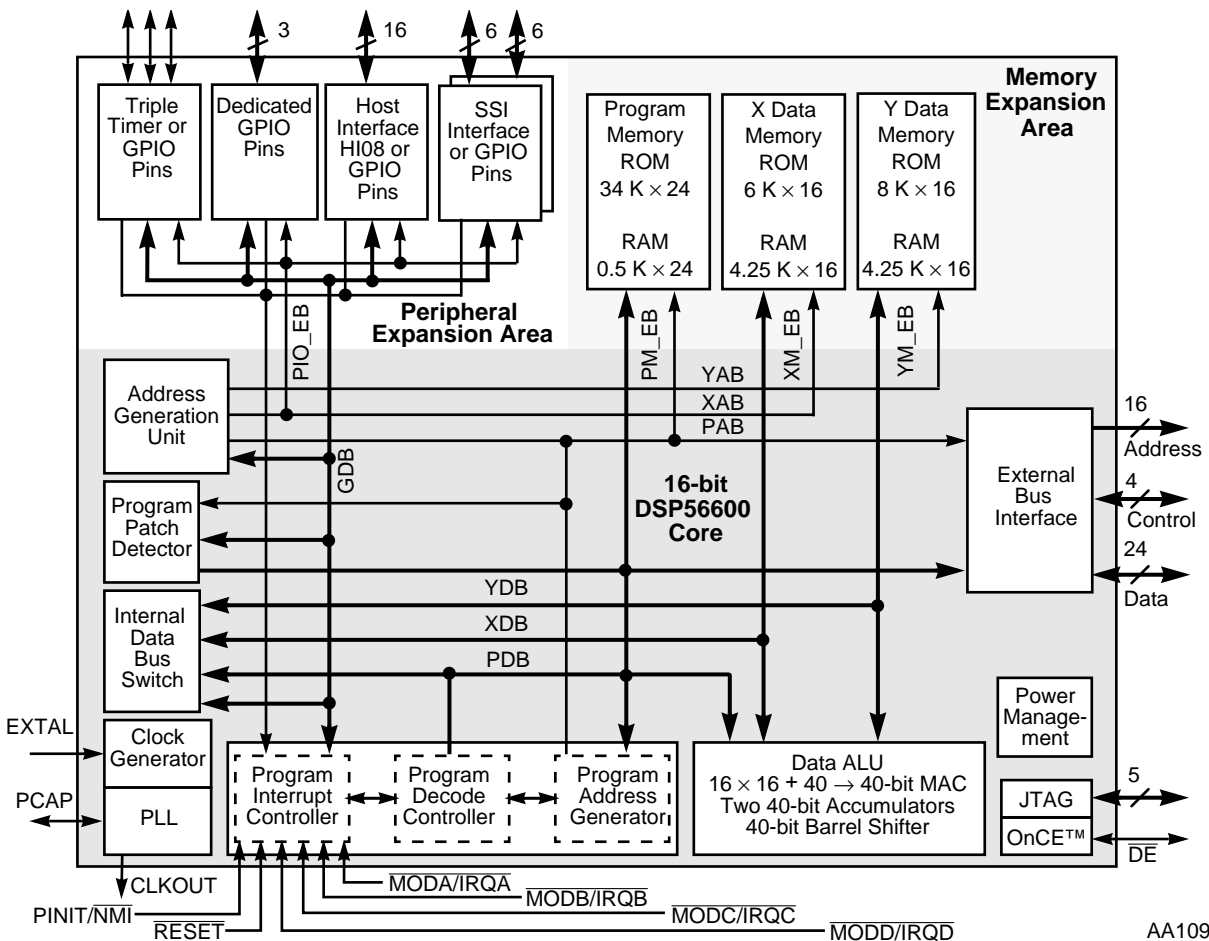 3
16
6
6
Triple
Timer or
GPIO
Pins
Dedicated
GPIO
Pins
Host
Interface
HI08 or
GPIO
Pins
SSI
Interface
or GPIO
Pins
Program
Memory
ROM
34 K × 24
RAM
0.5 K × 24
X Data
Memory
ROM
6 K × 16
RAM
4.25 K × 16
Y Data
Memory
ROM
8 K × 16
RAM
4.25 K × 16
Memory
Expansion
Area
Peripheral
Expansion Area
PIO_EB
PM_EB
XM_EB
YM_EB
Address
Generation
Unit
YAB
XAB
PAB
GDB
External
Bus
Interface
16
Address
4
Control
24
Data
Program
Patch
Detector
16-bit
DSP56600
Core
Internal
Data
Bus
Switch
YDB
XDB
PDB
EXTAL
Clock
Generator
PCAP
PLL
Program
Interrupt
Controller
Program
Decode
Controller
Program
Address
Generator
Data ALU
16 × 16 + 40 → 40-bit MAC
Two 40-bit Accumulators
40-bit Barrel Shifter
Power
Manage-
ment
JTAG
5
OnCE™
DE
CLKOUT
MODA/IRQA
PINIT/NMI
MODB/IRQB
RESET
MODC/IRQC
MODD/IRQD
AA109